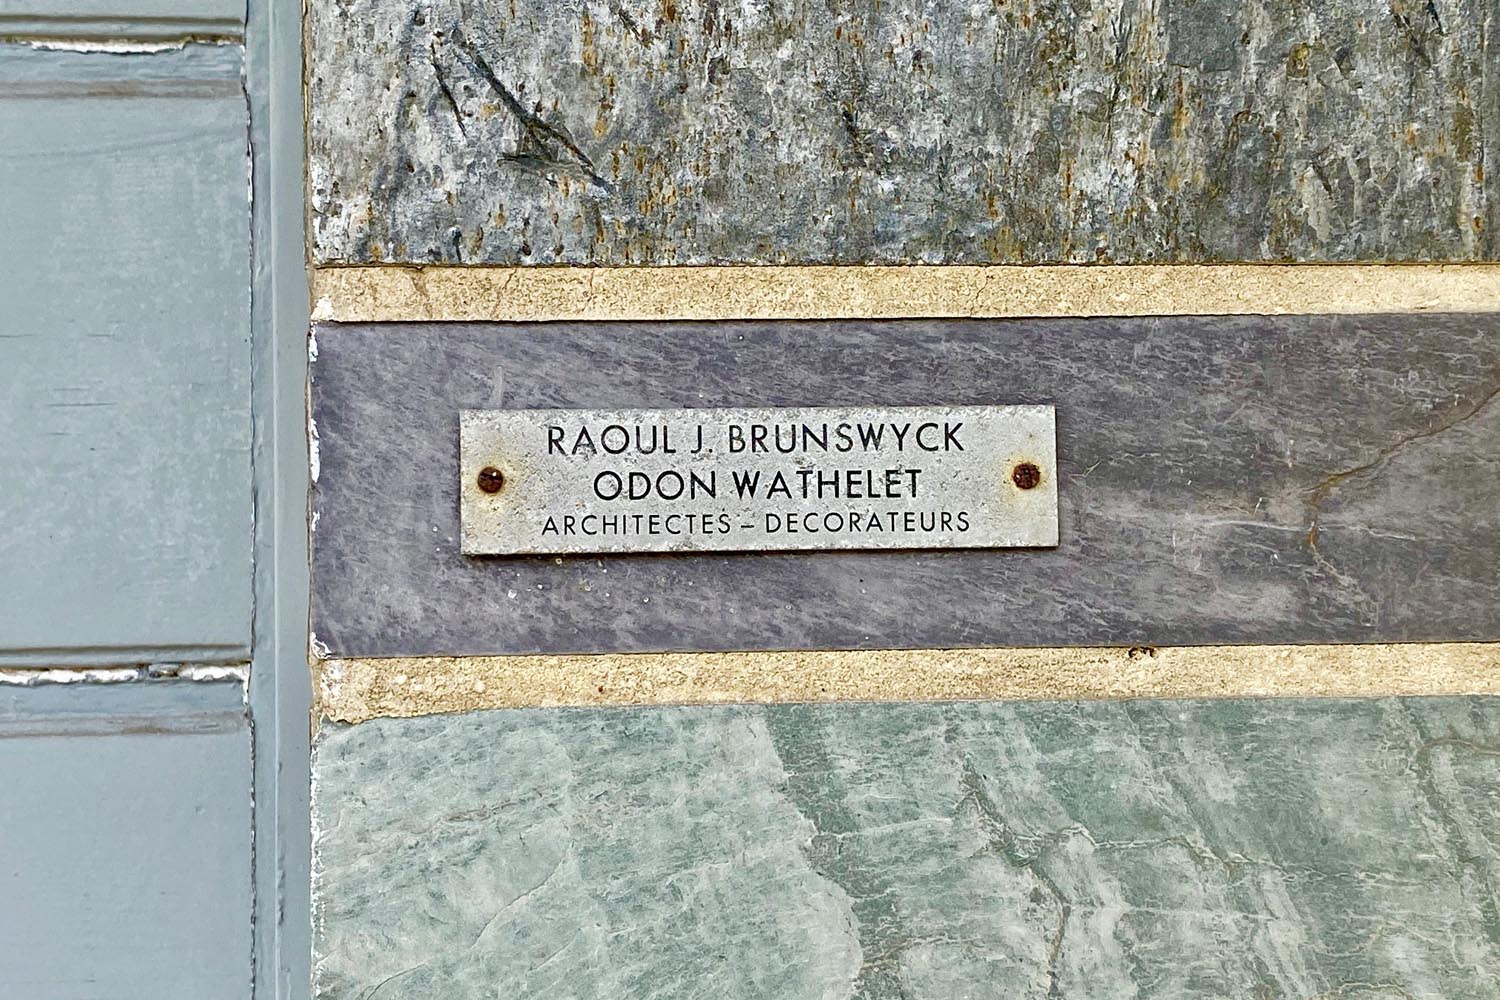 RAOUL J. BRUNSWYCK
ODON WATHELET
ARCHITECTES – DECORATEURS